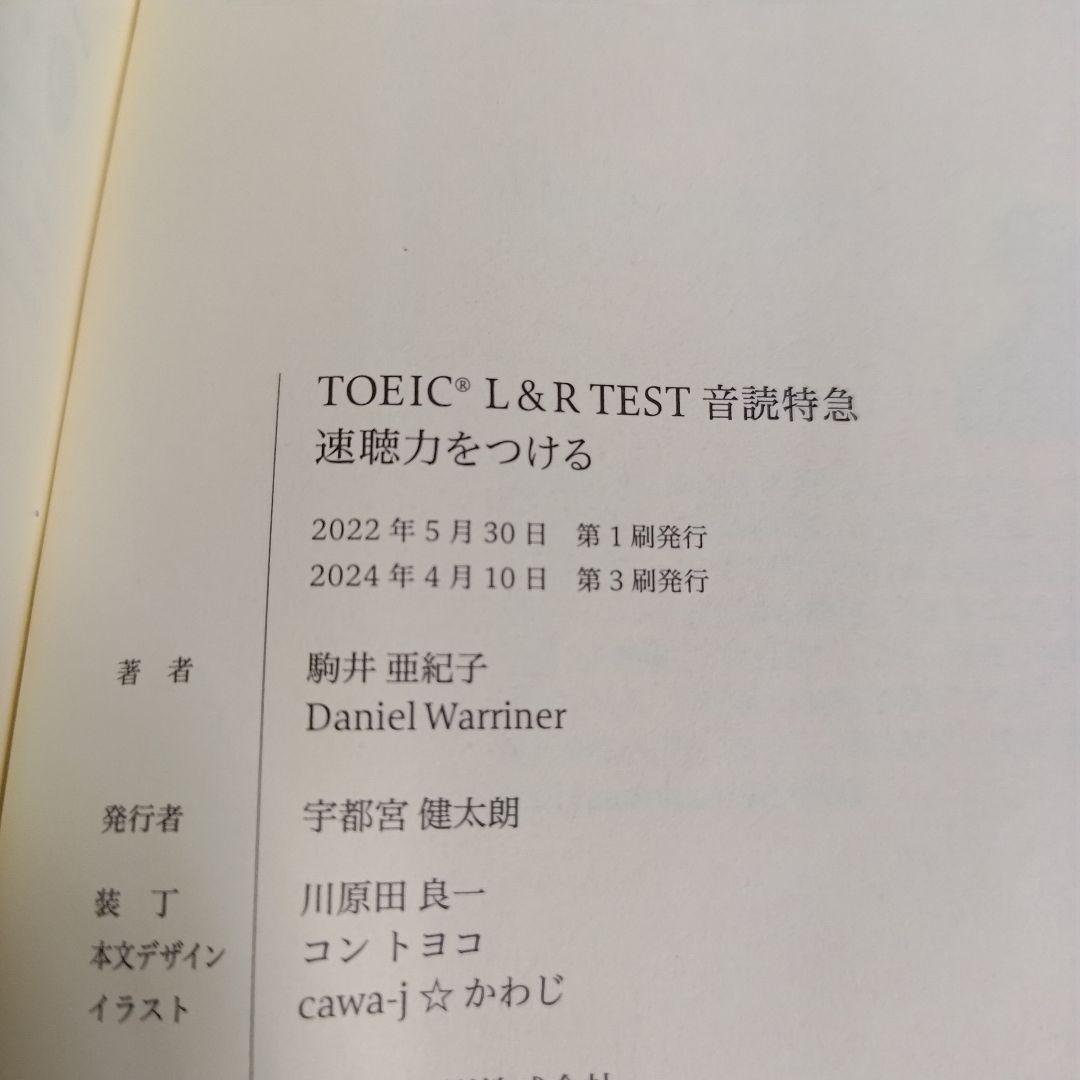 TOEIC® L & R TEST 音読特急
速聴力をつける
2022年5月30日 第1刷発行
2024年4月10日 第3刷発行
著 者 駒井 亜紀子
Daniel Warriner
発行者 宇都宮 健太朗
装 丁 川原田 良一
本文デザイン コン トヨコ
イラスト cawa-j ☆ かわじ